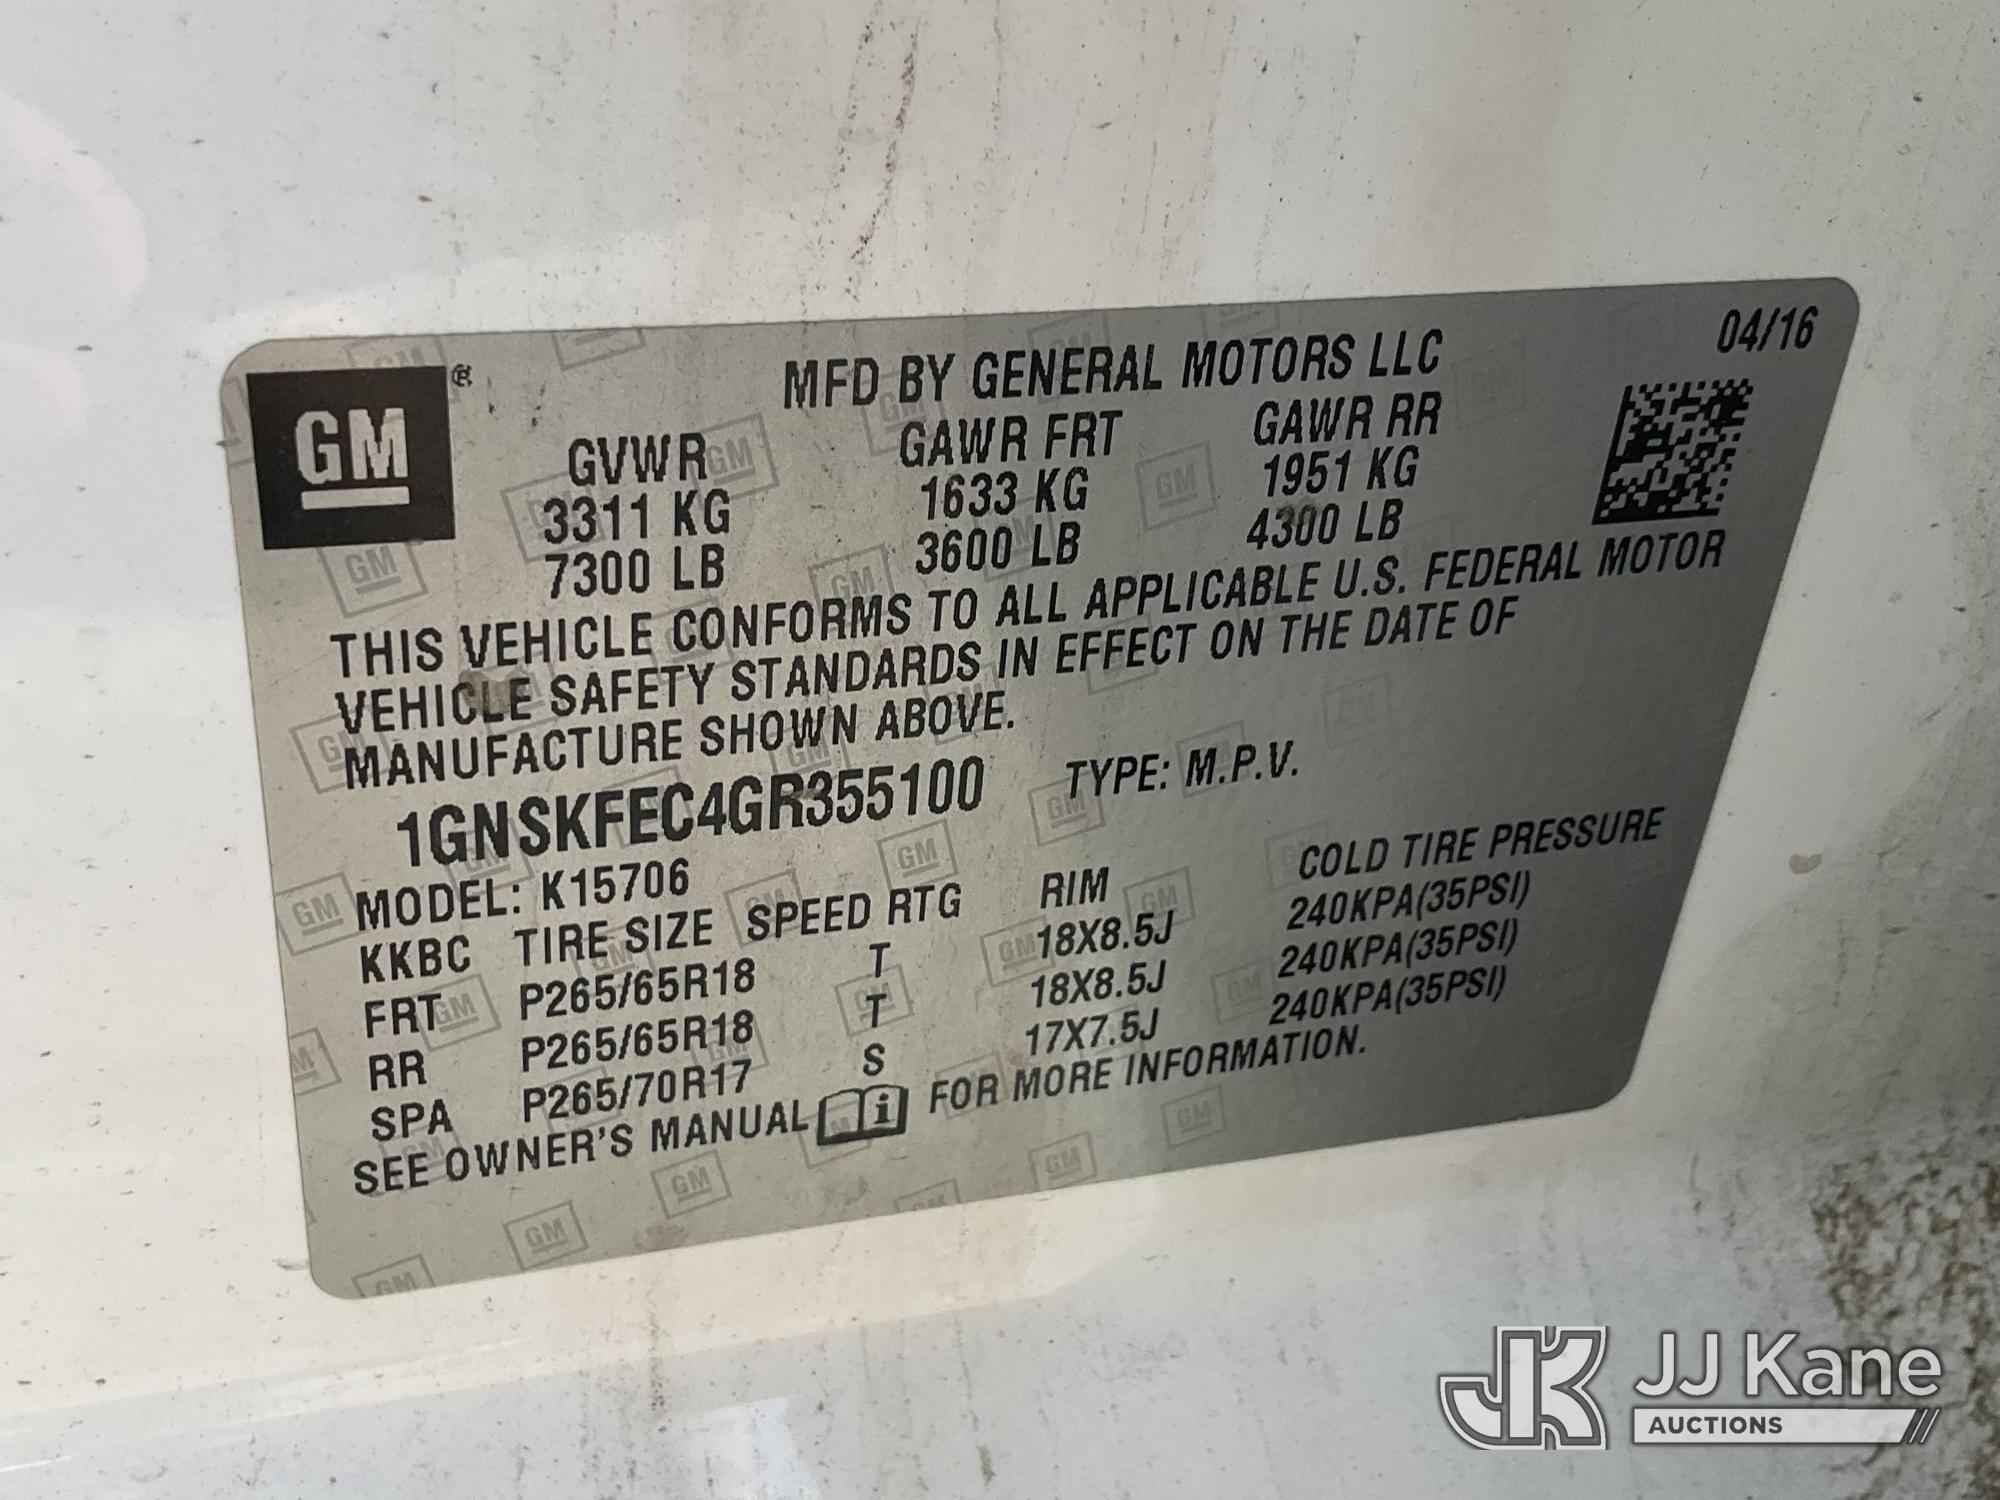 04/16
MFD BY GENERAL MOTORS LLC
GM ®
GVWR GAWR FRT GAWR RR
3311 KG 1633 KG 1951 KG
7300 LB 3600 LB 4300 LB
THIS VEHICLE CONFORMS TO ALL APPLICABLE U.S. FEDERAL MOTOR
VEHICLE SAFETY STANDARDS IN EFFECT ON THE DATE OF
MANUFACTURE SHOWN ABOVE.
1GNSKFEC4GR355100 TYPE: M.P.V.
MODEL: K15706
KKBC TIRE SIZE SPEED RTG RIM COLD TIRE PRESSURE
FRT P265/65R18 T 18X8.5J 240KPA(35PSI)
RR P265/65R18 T 18X8.5J 240KPA(35PSI)
SPA P265/70R17 S 17X7.5J 240KPA(35PSI)
SEE OWNER'S MANUAL i FOR MORE INFORMATION.
JK JJ Kane
AUCTIONS